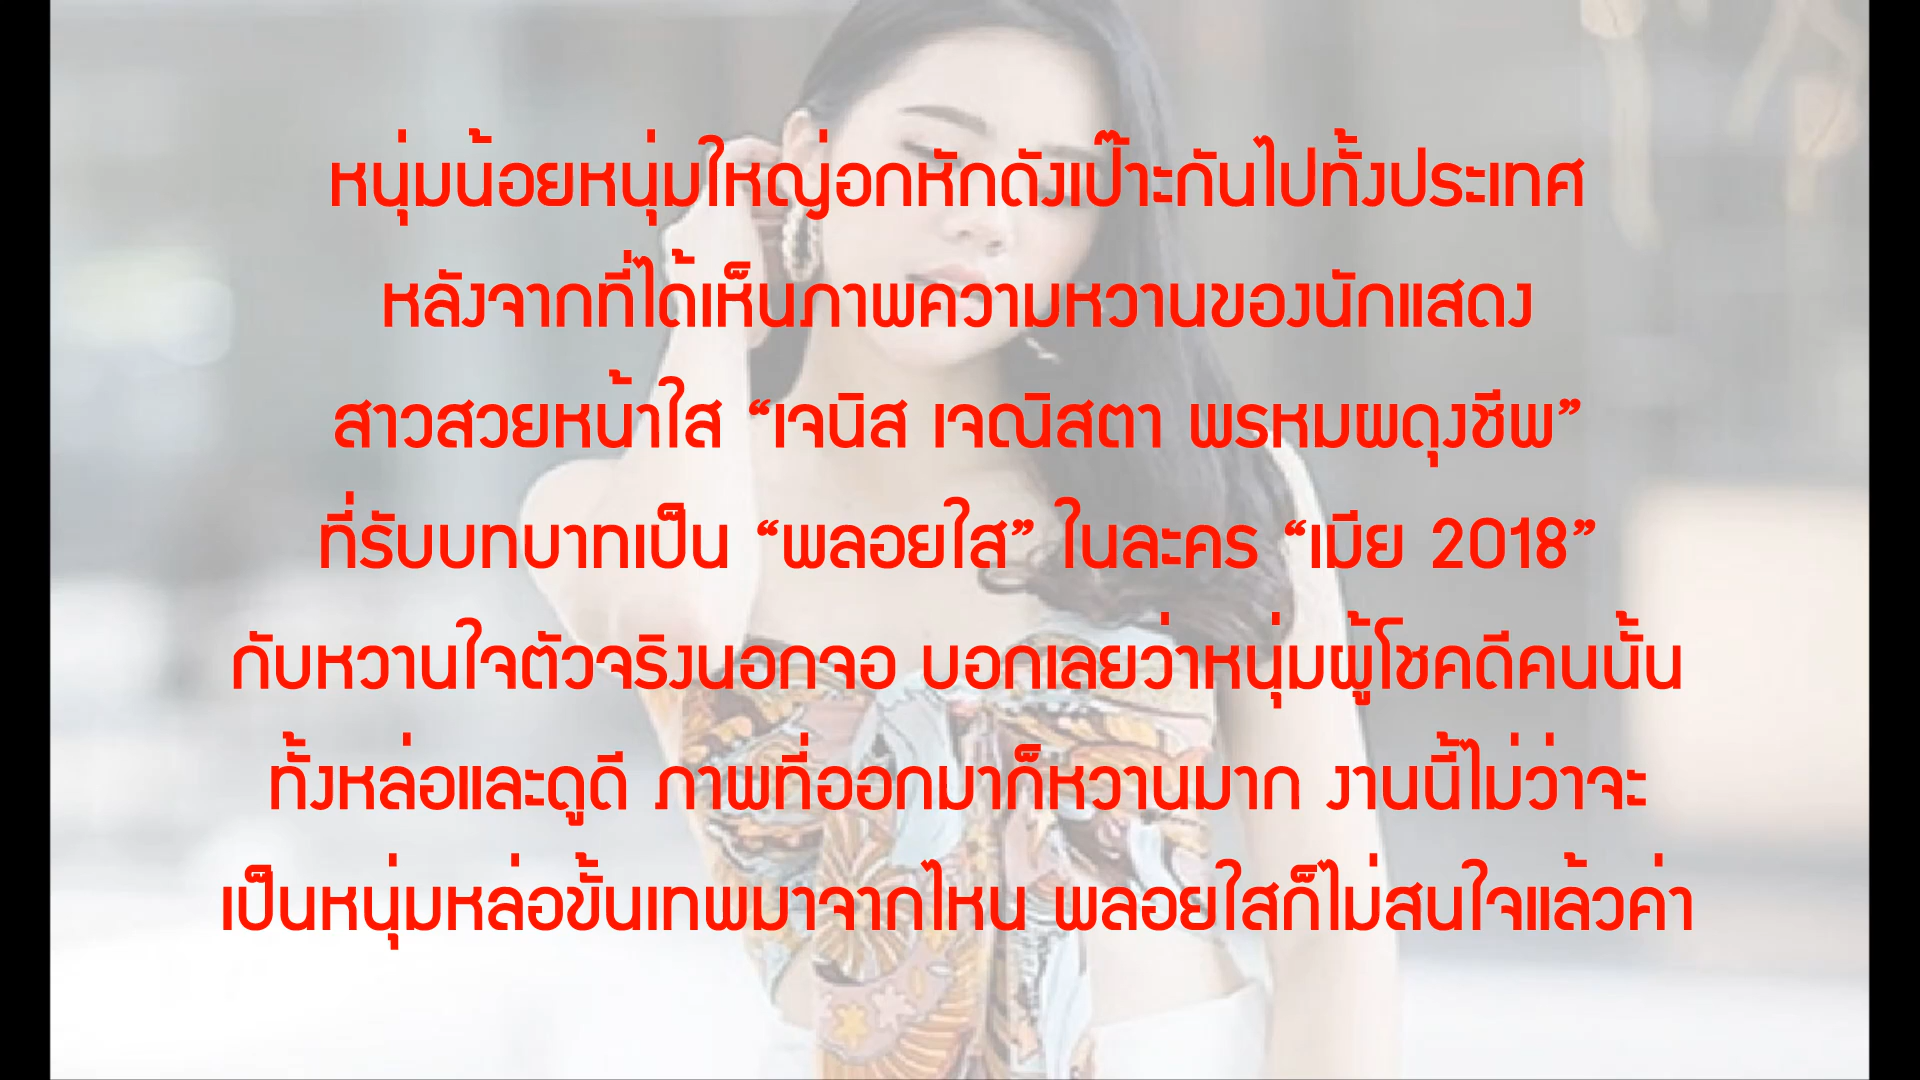 หนุ่มน้อยหนุ่มใหญ่อกหักดังเป๊าะกันไปทั้งประเทศ
หลังจากที่ได้เห็นภาพความหวานของนักแสดง
สาวสวยหน้าใส “เจนิส เจณิสตา พรหมผดุงชีพ”
ที่รับบทบาทเป็น “พลอยใส” ในละคร “เมีย 2018”
กับหวานใจตัวจริงนอกจอ บอกเลยว่าหนุ่มผู้โชคดีคนนั้น
ทั้งหล่อและดูดี ภาพที่ออกมาก็หวานมาก งานนี้ไม่ว่าจะ
เป็นหนุ่มหล่อขั้นเทพมาจากไหน พลอยใสก็ไม่สนใจแล้วค่า